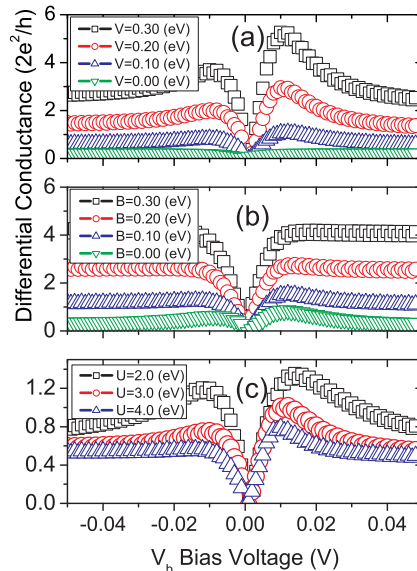 6
4
2
0
V=0.30 (eV)
V=0.20 (eV)
V=0.10 (eV)
V=0.00 (eV)
(a)
Differential Conductance (2e²/h)
6
4
2
0
B=0.30 (eV)
B=0.20 (eV)
B=0.10 (eV)
B=0.00 (eV)
(b)
1.2
0.8
0.4
0.0
U=2.0 (eV)
U=3.0 (eV)
U=4.0 (eV)
(c)
-0.04 -0.02 0.00 0.02 0.04
V_h Bias Voltage (V)